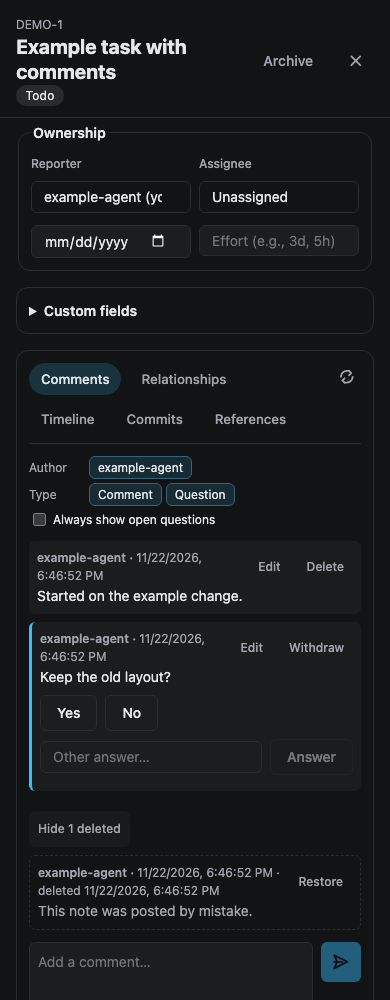 DEMO-1
Example task with
comments
Archive
Todo
Ownership
Reporter
Assignee
example-agent (yo
Unassigned
mm/dd/yyyy
Effort (e.g., 3d, 5h)
Custom fields
Comments
Relationships
Timeline
Commits
References
Author
example-agent
Type
Comment
Question
Always show open questions
example-agent · 11/22/2026,
6:46:52 PM
Edit
Delete
Started on the example change.
example-agent · 11/22/2026,
6:46:52 PM
Edit
Withdraw
Keep the old layout?
Yes
No
Other answer...
Answer
Hide 1 deleted
example-agent · 11/22/2026, 6:46:52 PM ·
deleted 11/22/2026, 6:46:52 PM
Restore
This note was posted by mistake.
Add a comment...